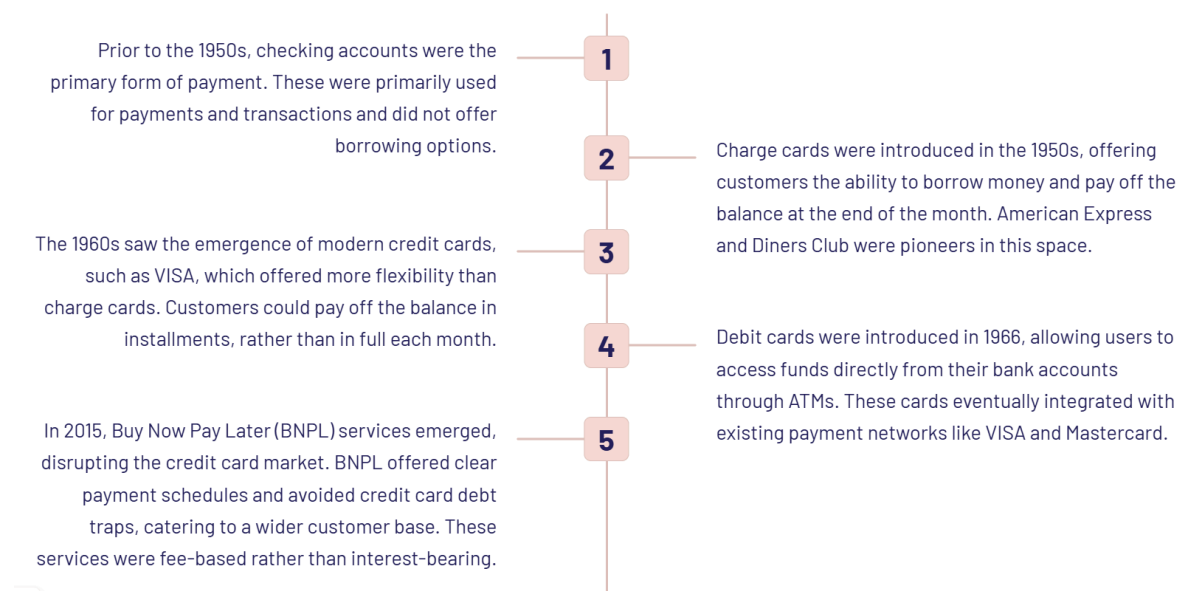 Prior to the 1950s, checking accounts were the
primary form of payment. These were primarily used
for payments and transactions and did not offer
borrowing options.
1
2
Charge cards were introduced in the 1950s, offering
customers the ability to borrow money and pay off the
balance at the end of the month. American Express
and Diners Club were pioneers in this space.
The 1960s saw the emergence of modern credit cards,
such as VISA, which offered more flexibility than
charge cards. Customers could pay off the balance in
installments, rather than in full each month.
3
4
Debit cards were introduced in 1966, allowing users to
access funds directly from their bank accounts
through ATMs. These cards eventually integrated with
existing payment networks like VISA and Mastercard.
In 2015, Buy Now Pay Later (BNPL) services emerged,
disrupting the credit card market. BNPL offered clear
payment schedules and avoided credit card debt
traps, catering to a wider customer base. These
services were fee-based rather than interest-bearing.
5